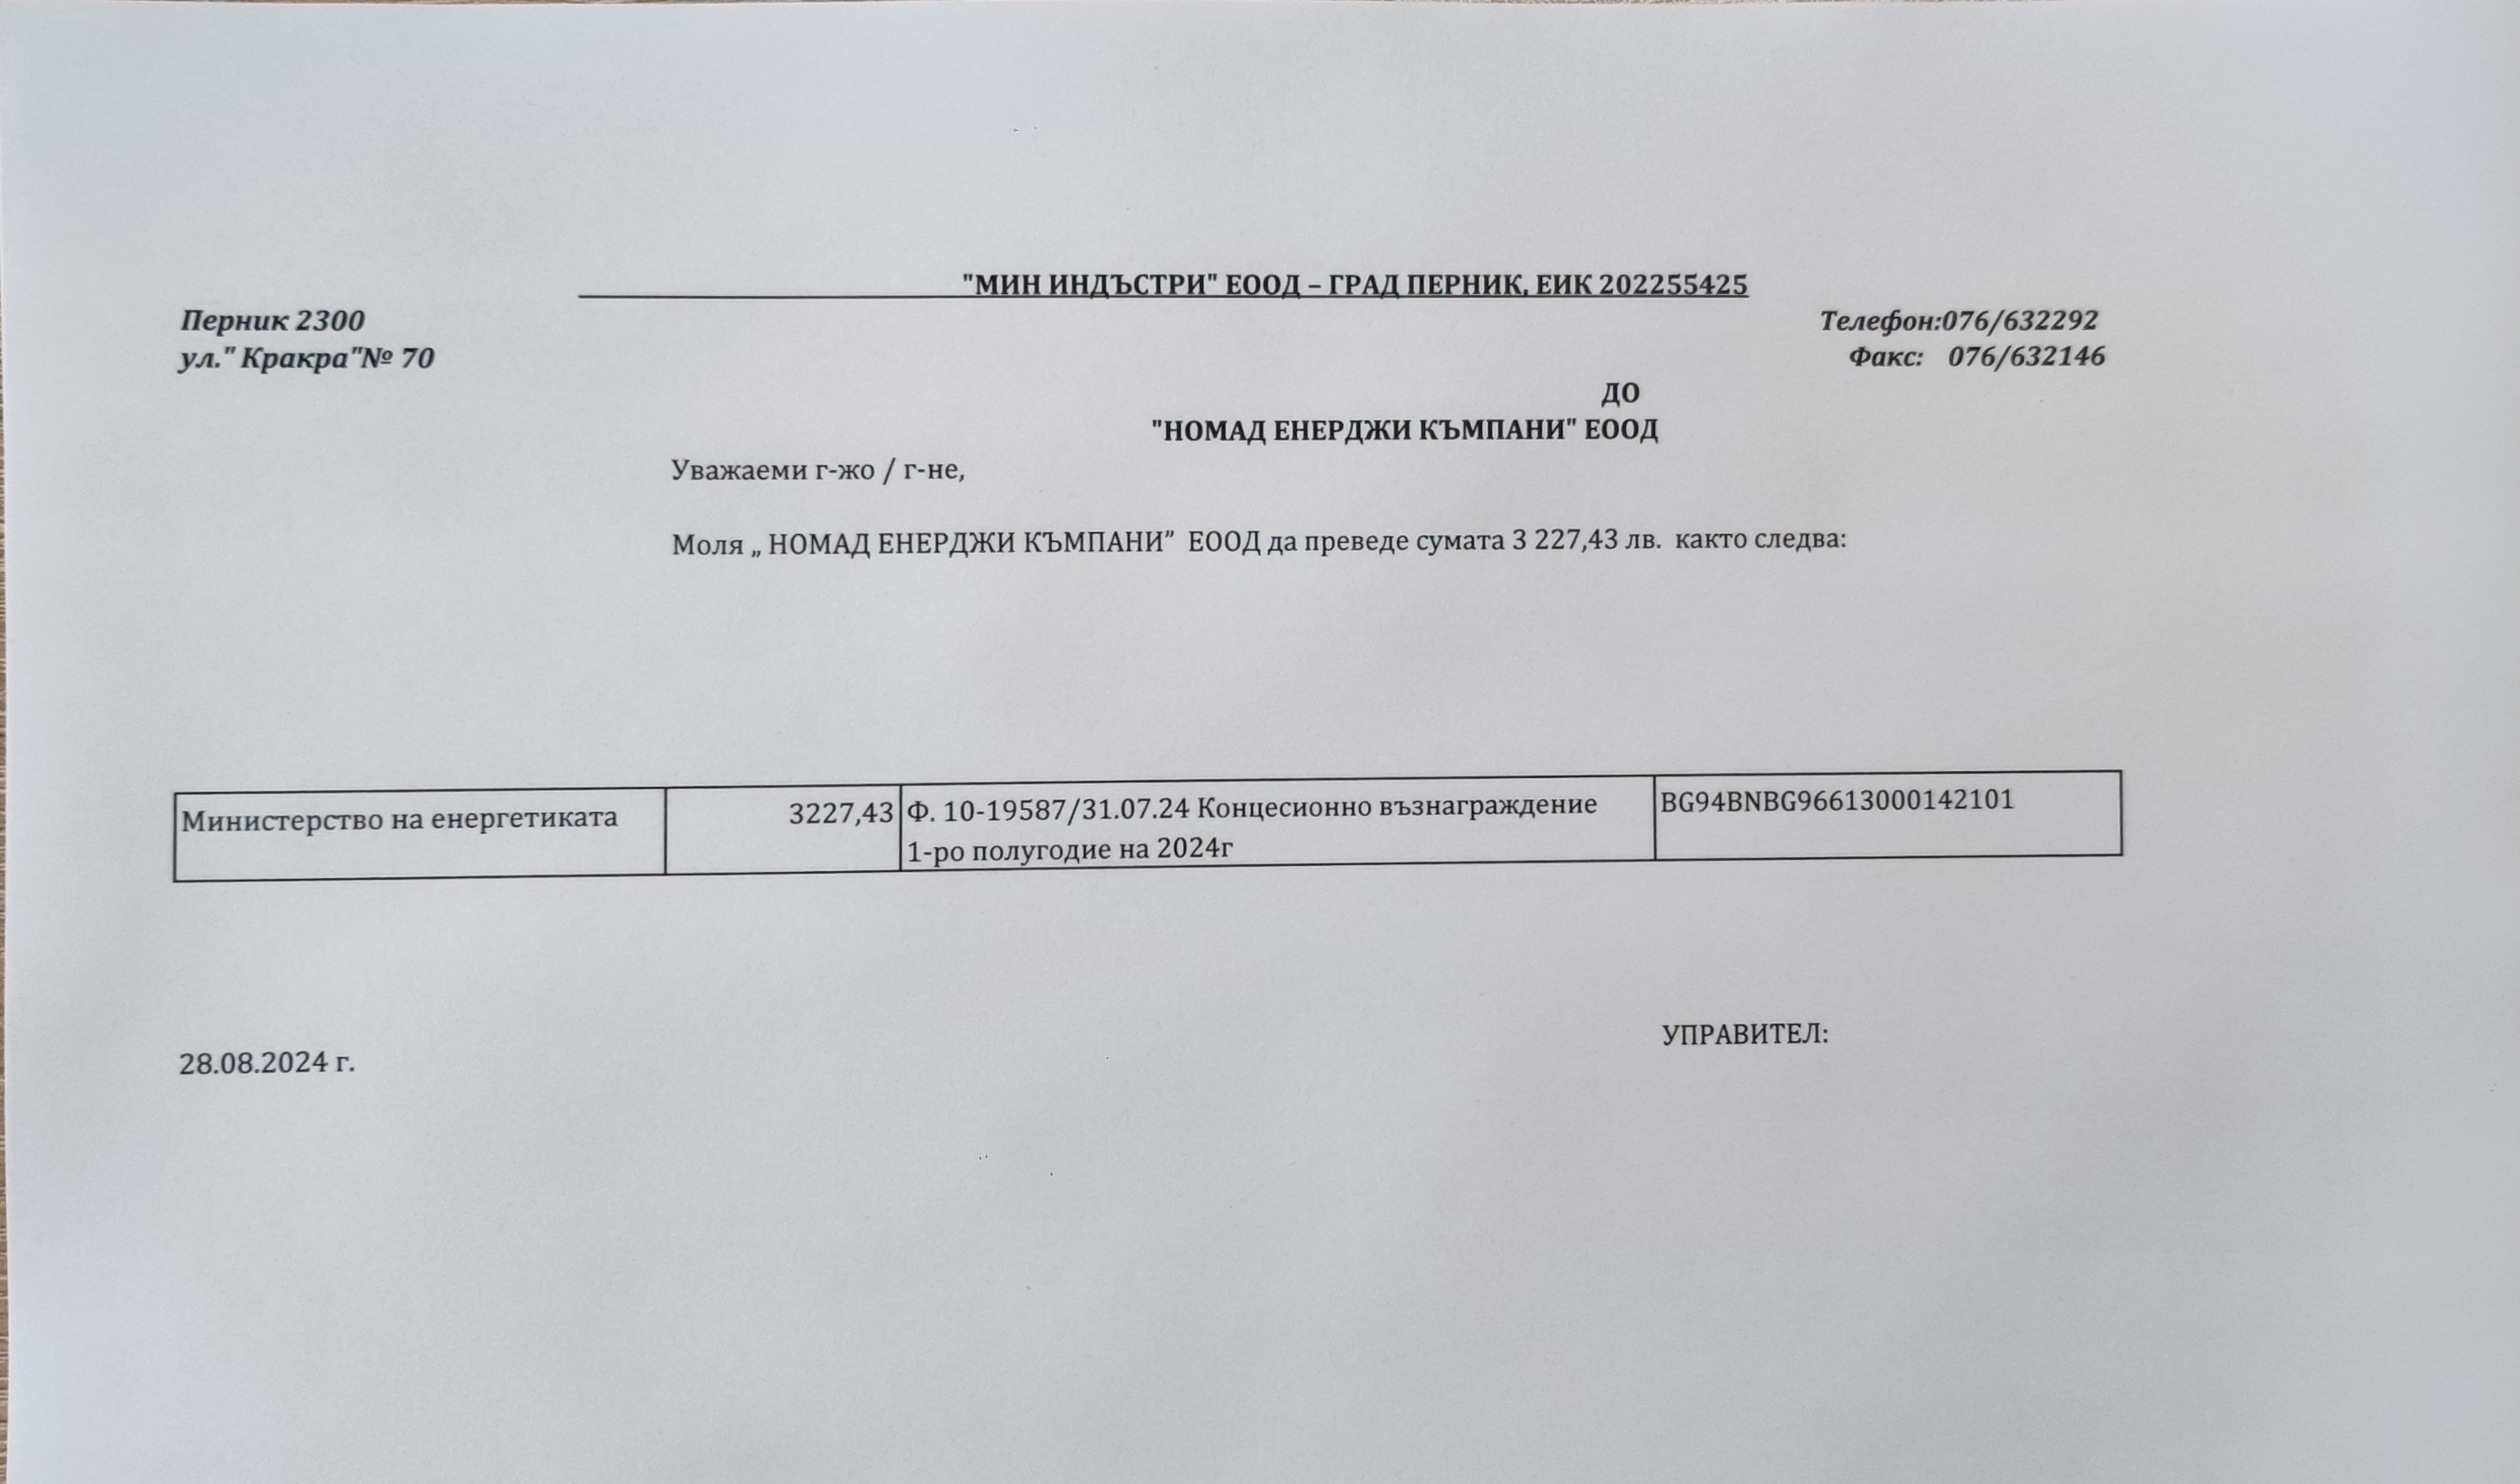 "МИН ИНДЪСТРИ" ЕООД – ГРАД ПЕРНИК, ЕИК 202255425
Перник 2300
Телефон:076/632292
ул." Кракра"№ 70
Факс: 076/632146
ДО
"НОМАД ЕНЕРДЖИ КЪМПАНИ" ЕООД
Уважаеми г-жо / г-не,
Моля „ НОМАД ЕНЕРДЖИ КЪМПАНИ” ЕООД да преведе сумата 3 227,43 лв. както следва:
Министерство на енергетиката
3227,43
Ф. 10-19587/31.07.24 Концесионно възнаграждение
1-ро полугодие на 2024г
BG94BNBG96613000142101
УПРАВИТЕЛ:
28.08.2024 г.